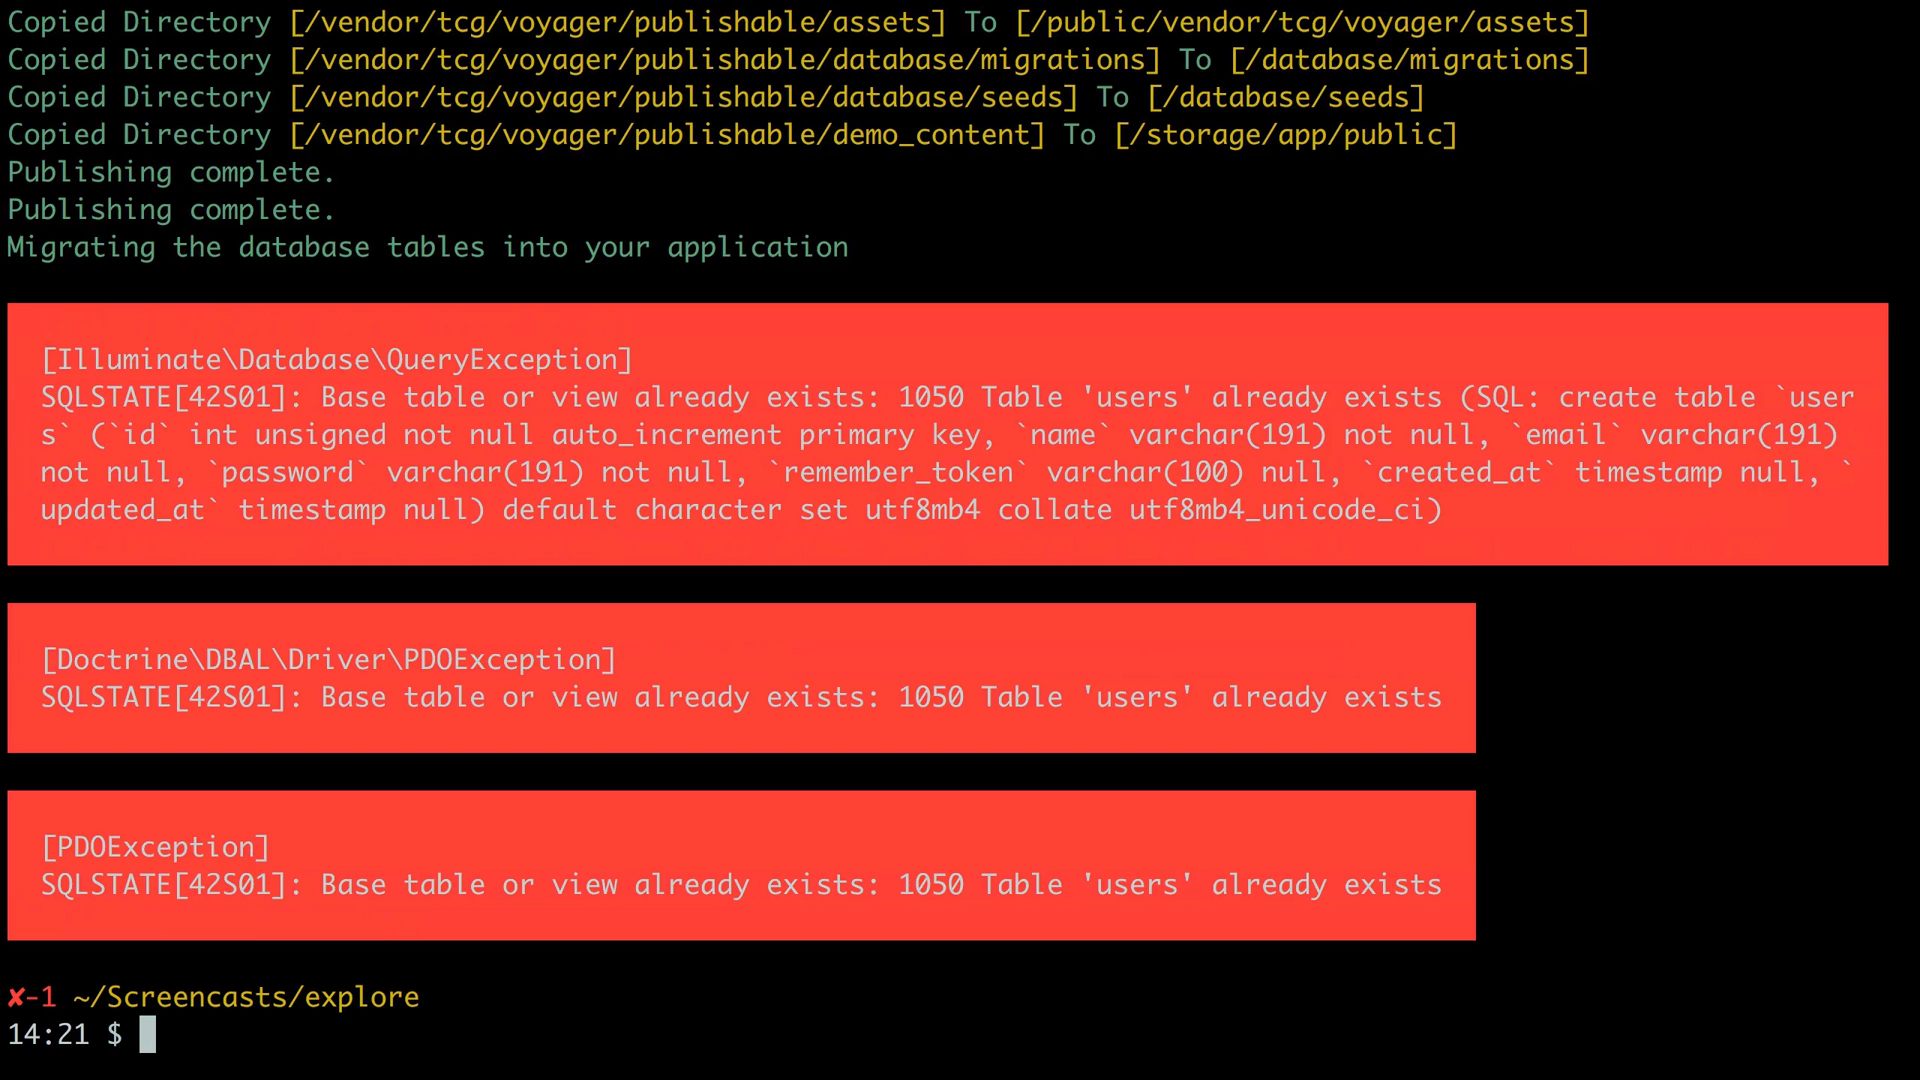 Copied Directory [/vendor/tcg/voyager/publishable/assets] To [/public/vendor/tcg/voyager/assets]
Copied Directory [/vendor/tcg/voyager/publishable/database/migrations] To [/database/migrations]
Copied Directory [/vendor/tcg/voyager/publishable/database/seeds] To [/database/seeds]
Copied Directory [/vendor/tcg/voyager/publishable/demo_content] To [/storage/app/public]
Publishing complete.
Publishing complete.
Migrating the database tables into your application
[Illuminate\Database\QueryException]
SQLSTATE[42S01]: Base table or view already exists: 1050 Table 'users' already exists (SQL: create table `user
s` (`id` int unsigned not null auto_increment primary key, `name` varchar(191) not null, `email` varchar(191)
not null, `password` varchar(191) not null, `remember_token` varchar(100) null, `created_at` timestamp null, `
updated_at` timestamp null) default character set utf8mb4 collate utf8mb4_unicode_ci)
[Doctrine\DBAL\Driver\PDOException]
SQLSTATE[42S01]: Base table or view already exists: 1050 Table 'users' already exists
[PDOException]
SQLSTATE[42S01]: Base table or view already exists: 1050 Table 'users' already exists
✘-1 ~/Screencasts/explore
14:21 $